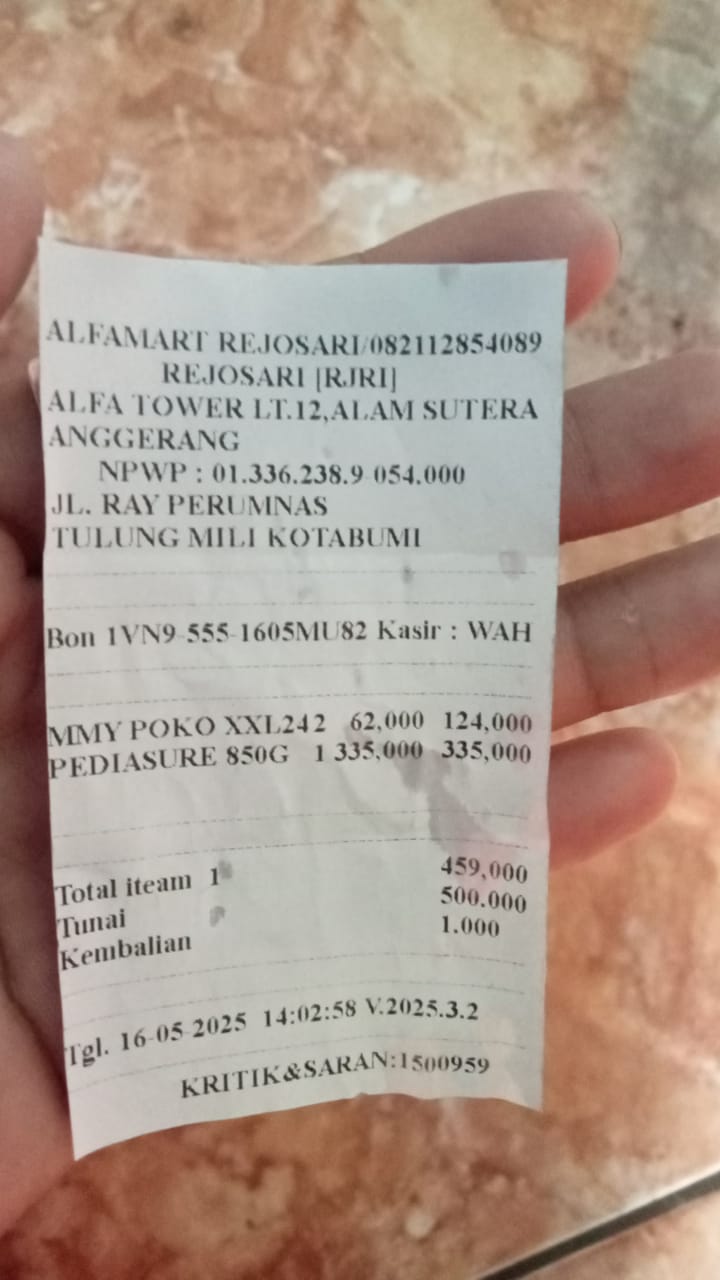 ALFAMART REJOSARI/082112854089
REJOSARI [RJRI]
ALFA TOWER LT.12,ALAM SUTERA
ANGGERANG
NPWP : 01.336.238.9-054.000
JL. RAY PERUMNAS
TULUNG MILI KOTABUMI
Bon 1VN9-555-1605MU82 Kasir : WAH
MMY POKO XXL24 2 62,000 124,000
PEDIASURE 850G 1 335,000 335,000
Total iteam 1 459,000
Tunai 500.000
Kembalian 1.000
Tgl. 16-05-2025 14:02:58 V.2025.3.2
KRITIK&SARAN:1500959